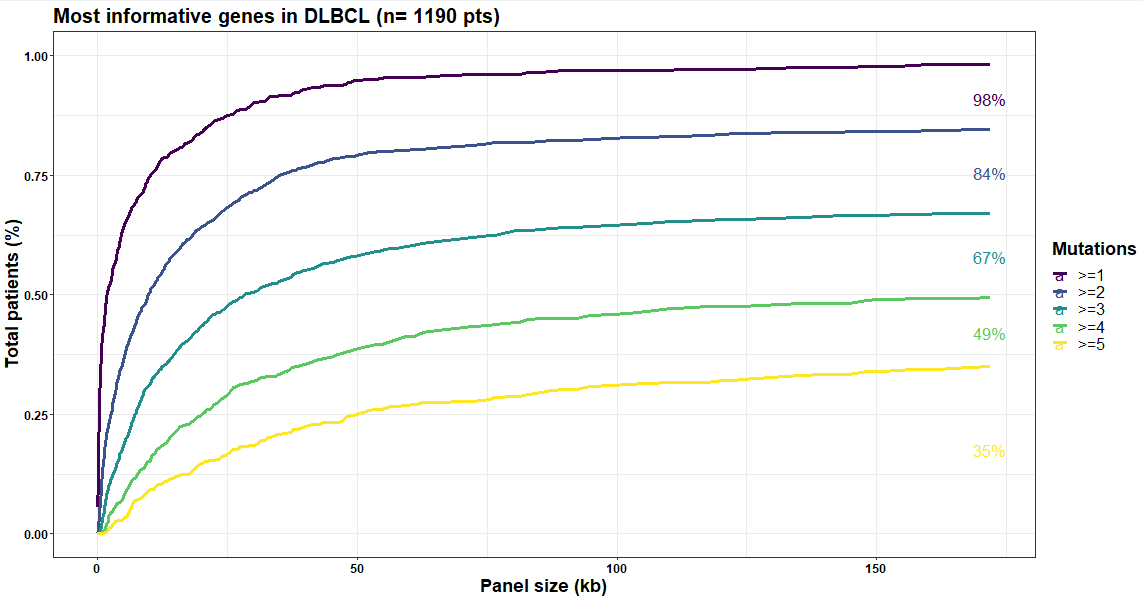 Most informative genes in DLBCL (n= 1190 pts)
Total patients (%)
1.00
0.75
0.50
0.25
0.00
98%
84%
67%
49%
35%
0
50
100
150
Panel size (kb)
Mutations
a >=1
a >=2
a >=3
a >=4
a >=5